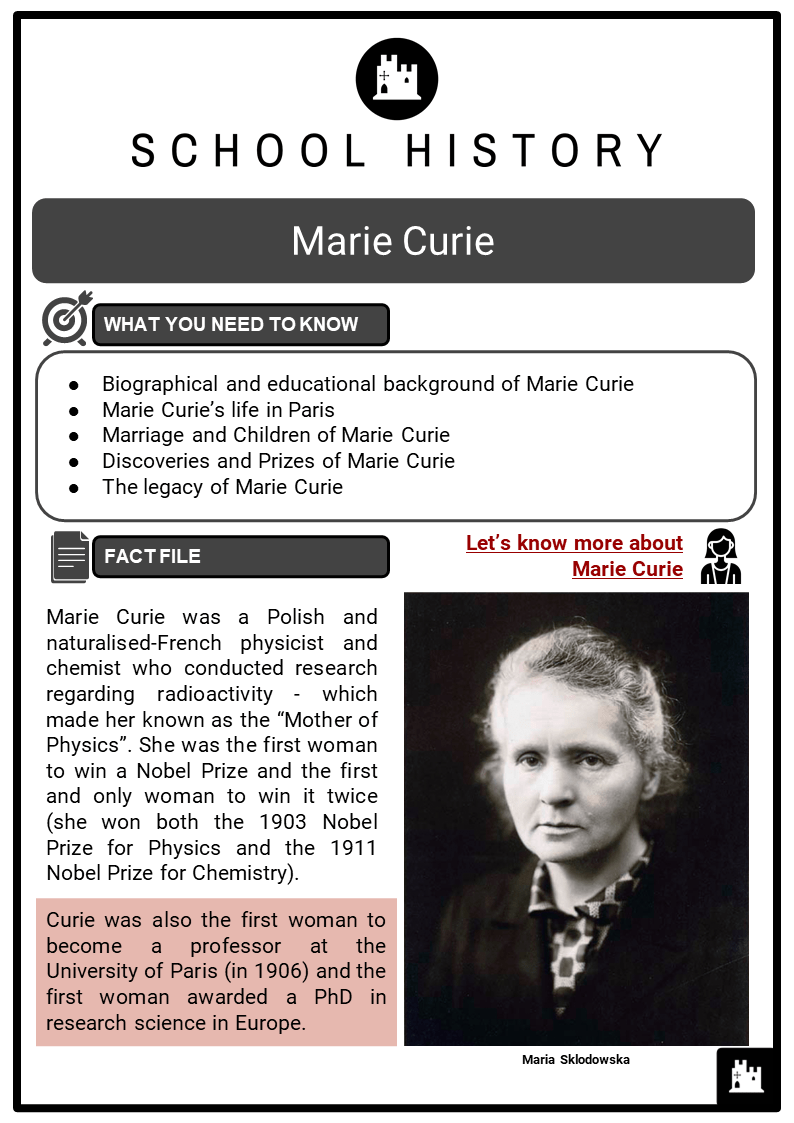 SCHOOL HISTORY
Marie Curie
WHAT YOU NEED TO KNOW
● Biographical and educational background of Marie Curie
● Marie Curie’s life in Paris
● Marriage and Children of Marie Curie
● Discoveries and Prizes of Marie Curie
● The legacy of Marie Curie
FACT FILE
Let’s know more about
Marie Curie
Marie Curie was a Polish and
naturalised-French physicist and
chemist who conducted research
regarding radioactivity - which
made her known as the “Mother of
Physics”. She was the first woman
to win a Nobel Prize and the first
and only woman to win it twice
(she won both the 1903 Nobel
Prize for Physics and the 1911
Nobel Prize for Chemistry).
Curie was also the first woman to
become a professor at the
University of Paris (in 1906) and the
first woman awarded a PhD in
research science in Europe.
Maria Sklodowska